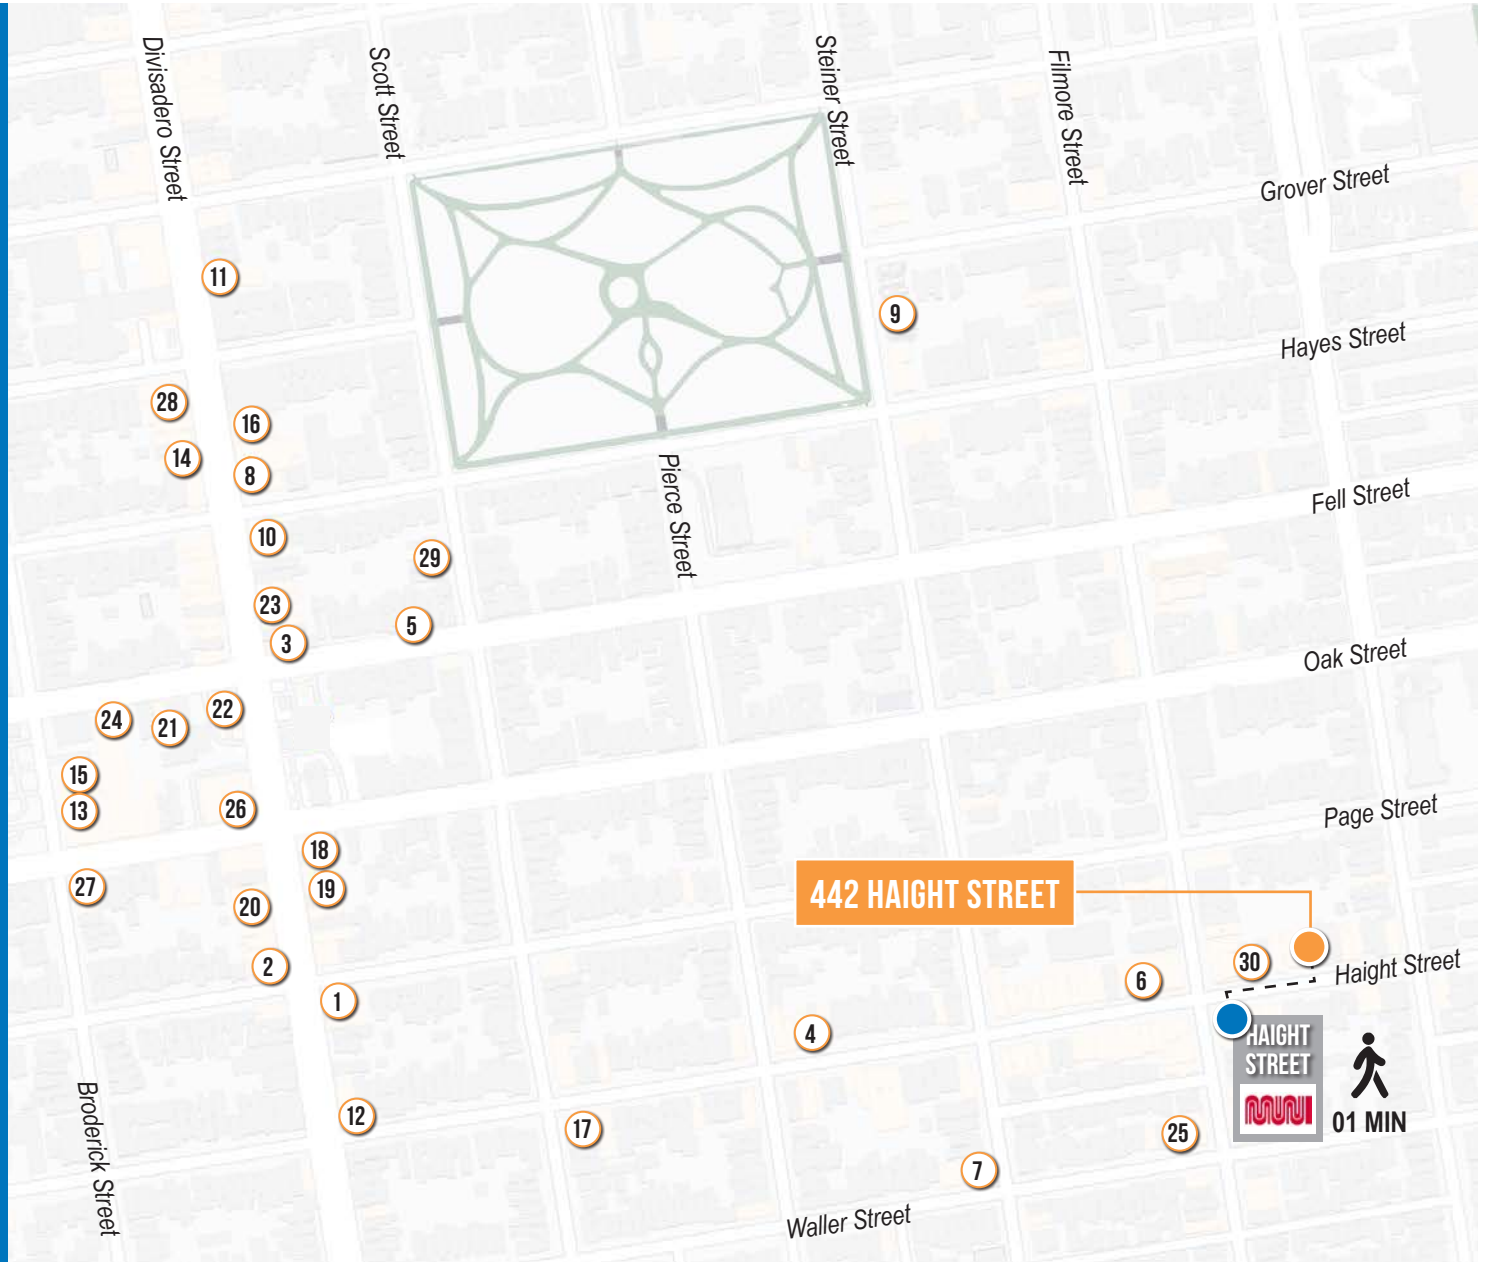 Divisadero Street
Scott Street
Steiner Street
Filmore Street
Grover Street
11
9
Hayes Street
28
16
14
8
Pierce Street
Fell Street
10
29
23
5
3
Oak Street
24
21
22
15
13
26
Page Street
18
27
19
20
442 HAIGHT STREET
2
1
6
30
Haight Street
4
HAIGHT
STREET
muni
01 MIN
Broderick Street
12
17
25
7
Waller Street